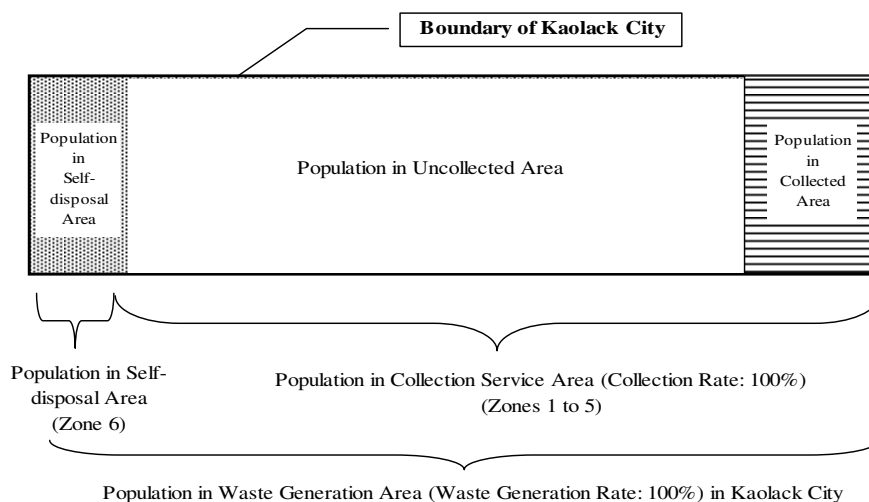 Boundary of Kaolack City
Population
in
Self-
disposal
Area
Population in Uncollected Area
Population
in
Collected
Area
Population in Self-
disposal Area
(Zone 6)
Population in Collection Service Area (Collection Rate: 100%)
(Zones 1 to 5)
Population in Waste Generation Area (Waste Generation Rate: 100%) in Kaolack City